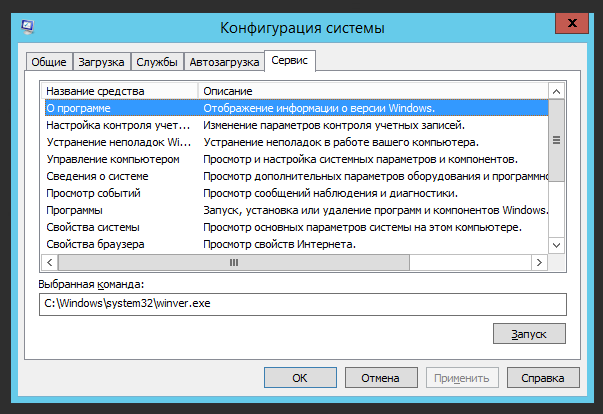 Конфигурация системы
x
Общие Загрузка Службы Автозагрузка Сервис
Название средства Описание
О программе Отображение информации о версии Windows.
Настройка контроля учет... Изменение параметров контроля учетных записей.
Устранение неполадок Wi... Устранение неполадок в работе вашего компьютера.
Управление компьютером Просмотр и настройка системных параметров и компонентов.
Сведения о системе Просмотр дополнительных параметров оборудования и программно
Просмотр событий Просмотр сообщений наблюдения и диагностики.
Программы Запуск, установка или удаление программ и компонентов Windows.
Свойства системы Просмотр основных параметров системы на этом компьютере.
Свойства браузера Просмотр свойств Интернета.
Выбранная команда:
C:\Windows\system32\winver.exe
Запуск
ОК Отмена Применить Справка